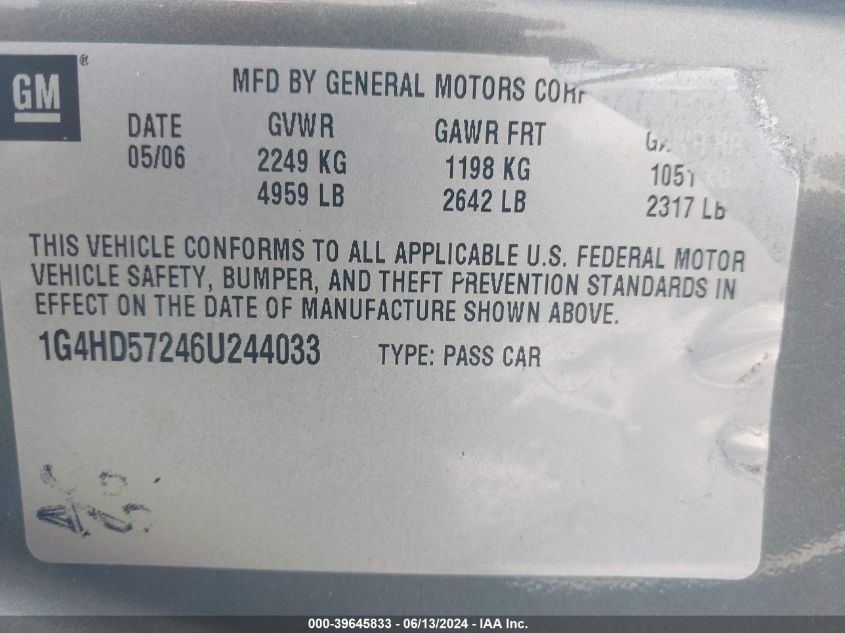 GM ®
MFD BY GENERAL MOTORS CORP
DATE GVWR GAWR FRT
05/06 2249 KG 1198 KG 1051
4959 LB 2642 LB 2317 LB
THIS VEHICLE CONFORMS TO ALL APPLICABLE U.S. FEDERAL MOTOR
VEHICLE SAFETY, BUMPER, AND THEFT PREVENTION STANDARDS IN
EFFECT ON THE DATE OF MANUFACTURE SHOWN ABOVE.
1G4HD57246U244033 TYPE: PASS CAR
000-39645833 / 06/13/2024 - IAA Inc.